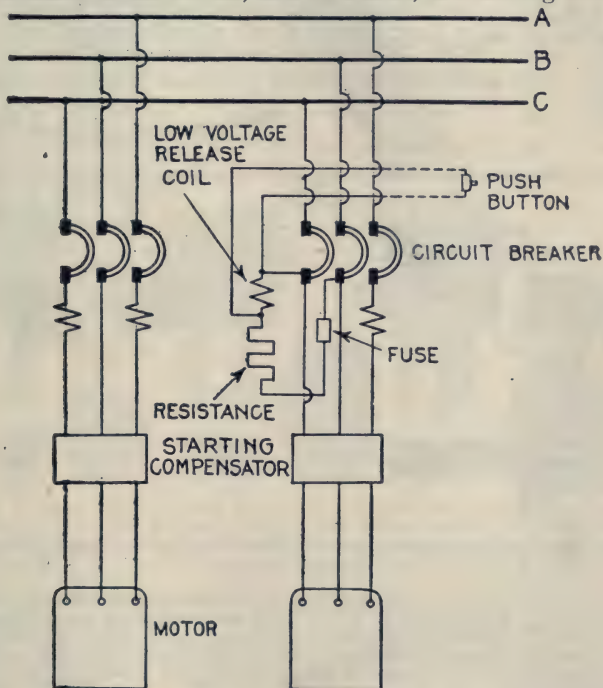 A
B
C
LOW VOLTAGE
RELEASE
COIL
PUSH
BUTTON
CIRCUIT BREAKER
FUSE
RESISTANCE
STARTING
COMPENSATOR
MOTOR